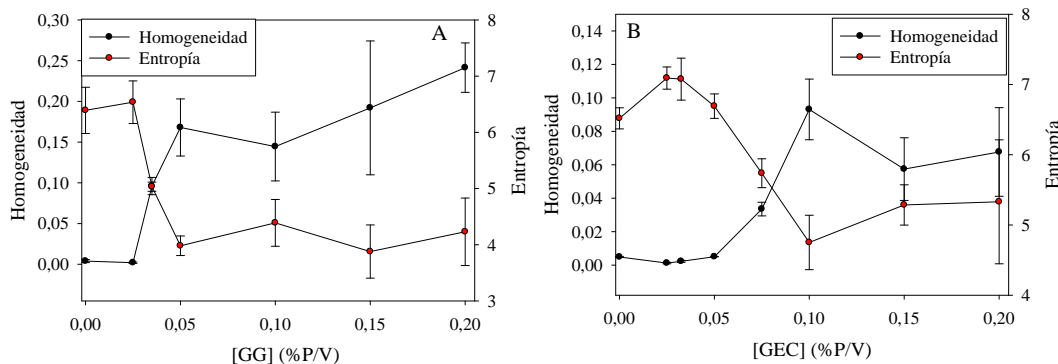 A
Homogeneidad
Entropía
Homogeneidad
0,30
0,25
0,20
0,15
0,10
0,05
0,00
Entropía
8
7
6
5
4
3
0,00 0,05 0,10 0,15 0,20
[GG] (%P/V)
B
Homogeneidad
Entropía
Homogeneidad
0,14
0,12
0,10
0,08
0,06
0,04
0,02
0,00
Entropía
8
7
6
5
4
0,00 0,05 0,10 0,15 0,20
[GEC] (%P/V)